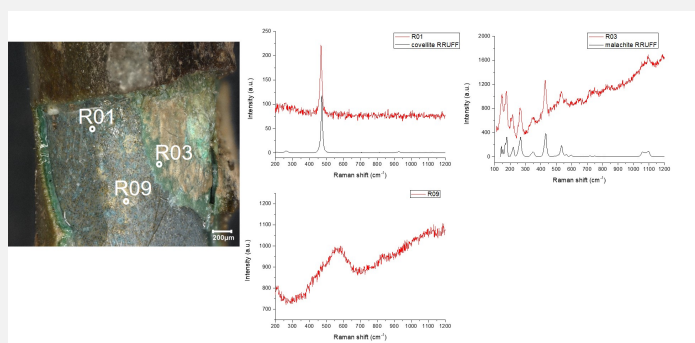 R01
R03
R09
200µm
R01
covellite RRUFF
Intensity (a.u.)
250
200
150
100
50
0
200 300 400 500 600 700 800 900 1000 1100 1200
Raman shift (cm⁻¹)
R03
malachite RRUFF
Intensity (a.u.)
2000
1600
1200
800
400
0
100 200 300 400 500 600 700 800 900 1000 1100 1200
Raman shift (cm⁻¹)
R09
Intensity (a.u.)
1100
1000
900
800
700
200 300 400 500 600 700 800 900 1000 1100 1200
Raman shift (cm⁻¹)